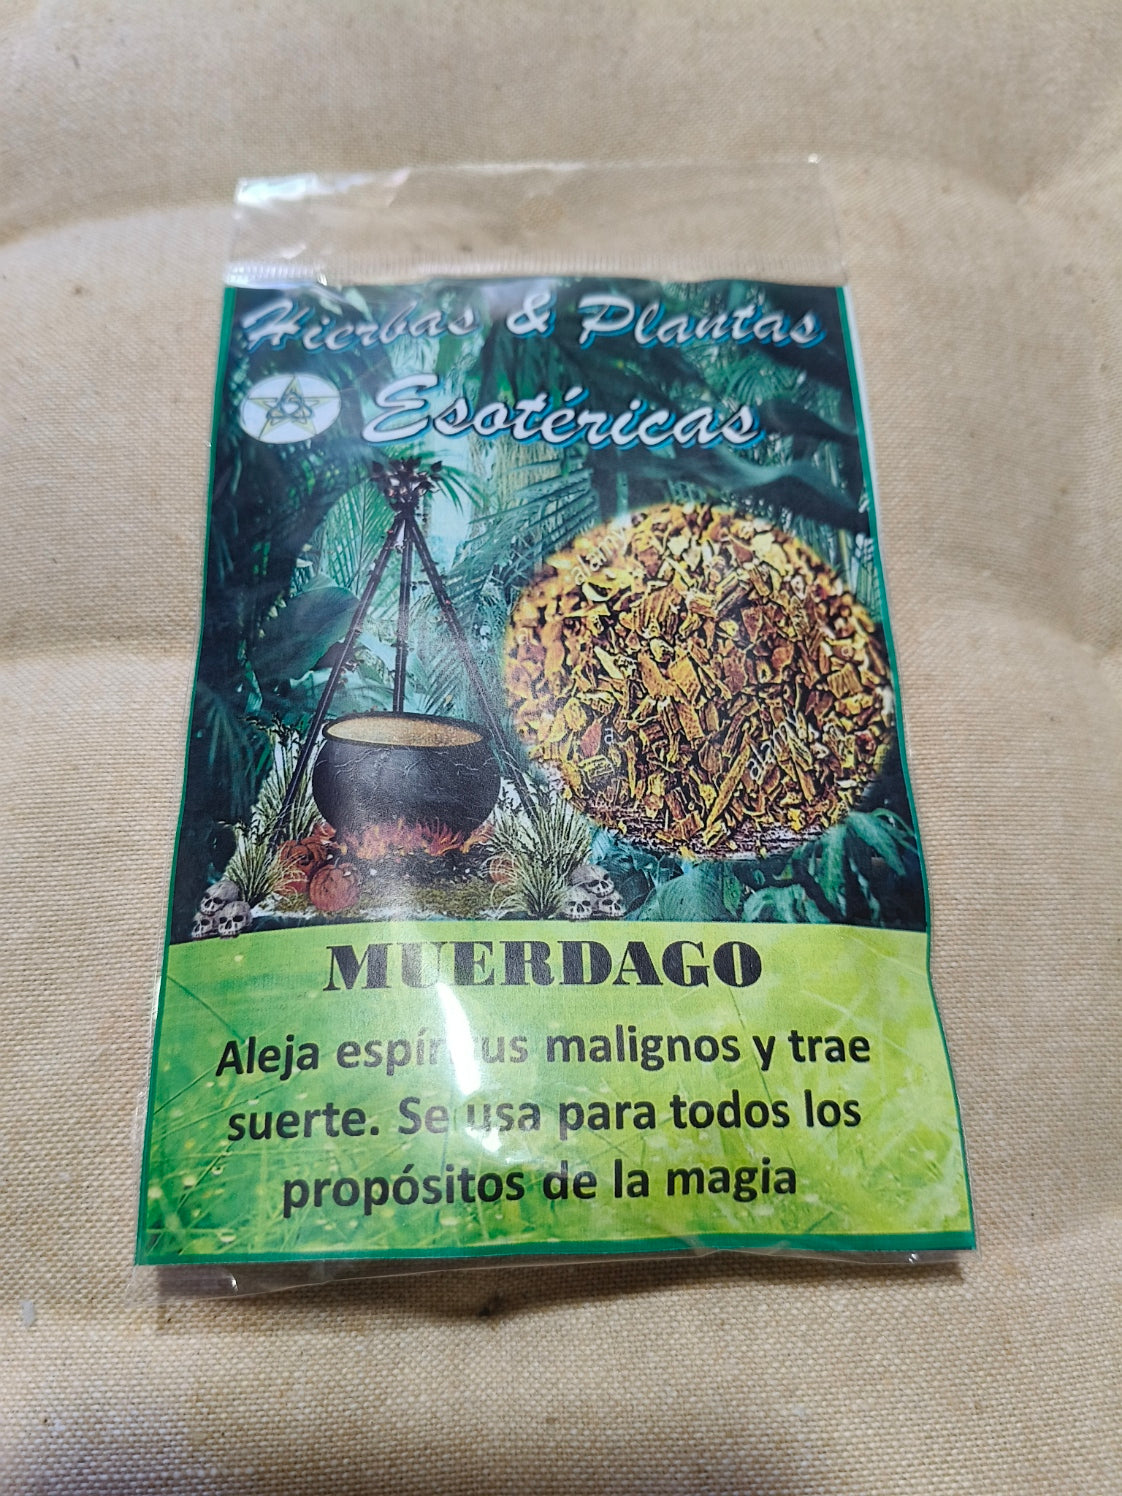 Hierbas & Plantas
Esotéricas
MUERDAGO
Aleja malignos y trae
suerte. Se usa para todos los
propósitos de la magia